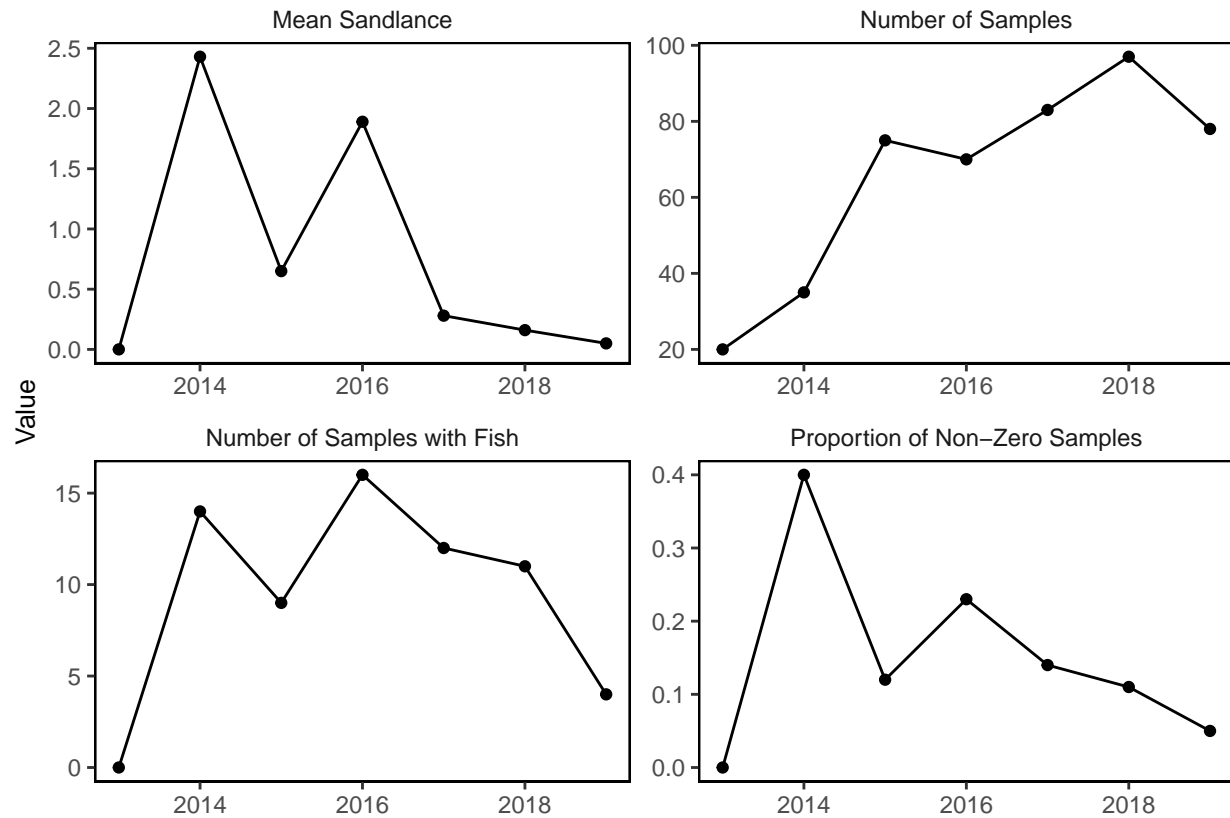 Mean Sandlance
2.5
2.0
1.5
1.0
0.5
0.0
2014 2016 2018
Number of Samples
100
80
60
40
20
2014 2016 2018
Value
Number of Samples with Fish
15
10
5
0
2014 2016 2018
Proportion of Non−Zero Samples
0.4
0.3
0.2
0.1
0.0
2014 2016 2018